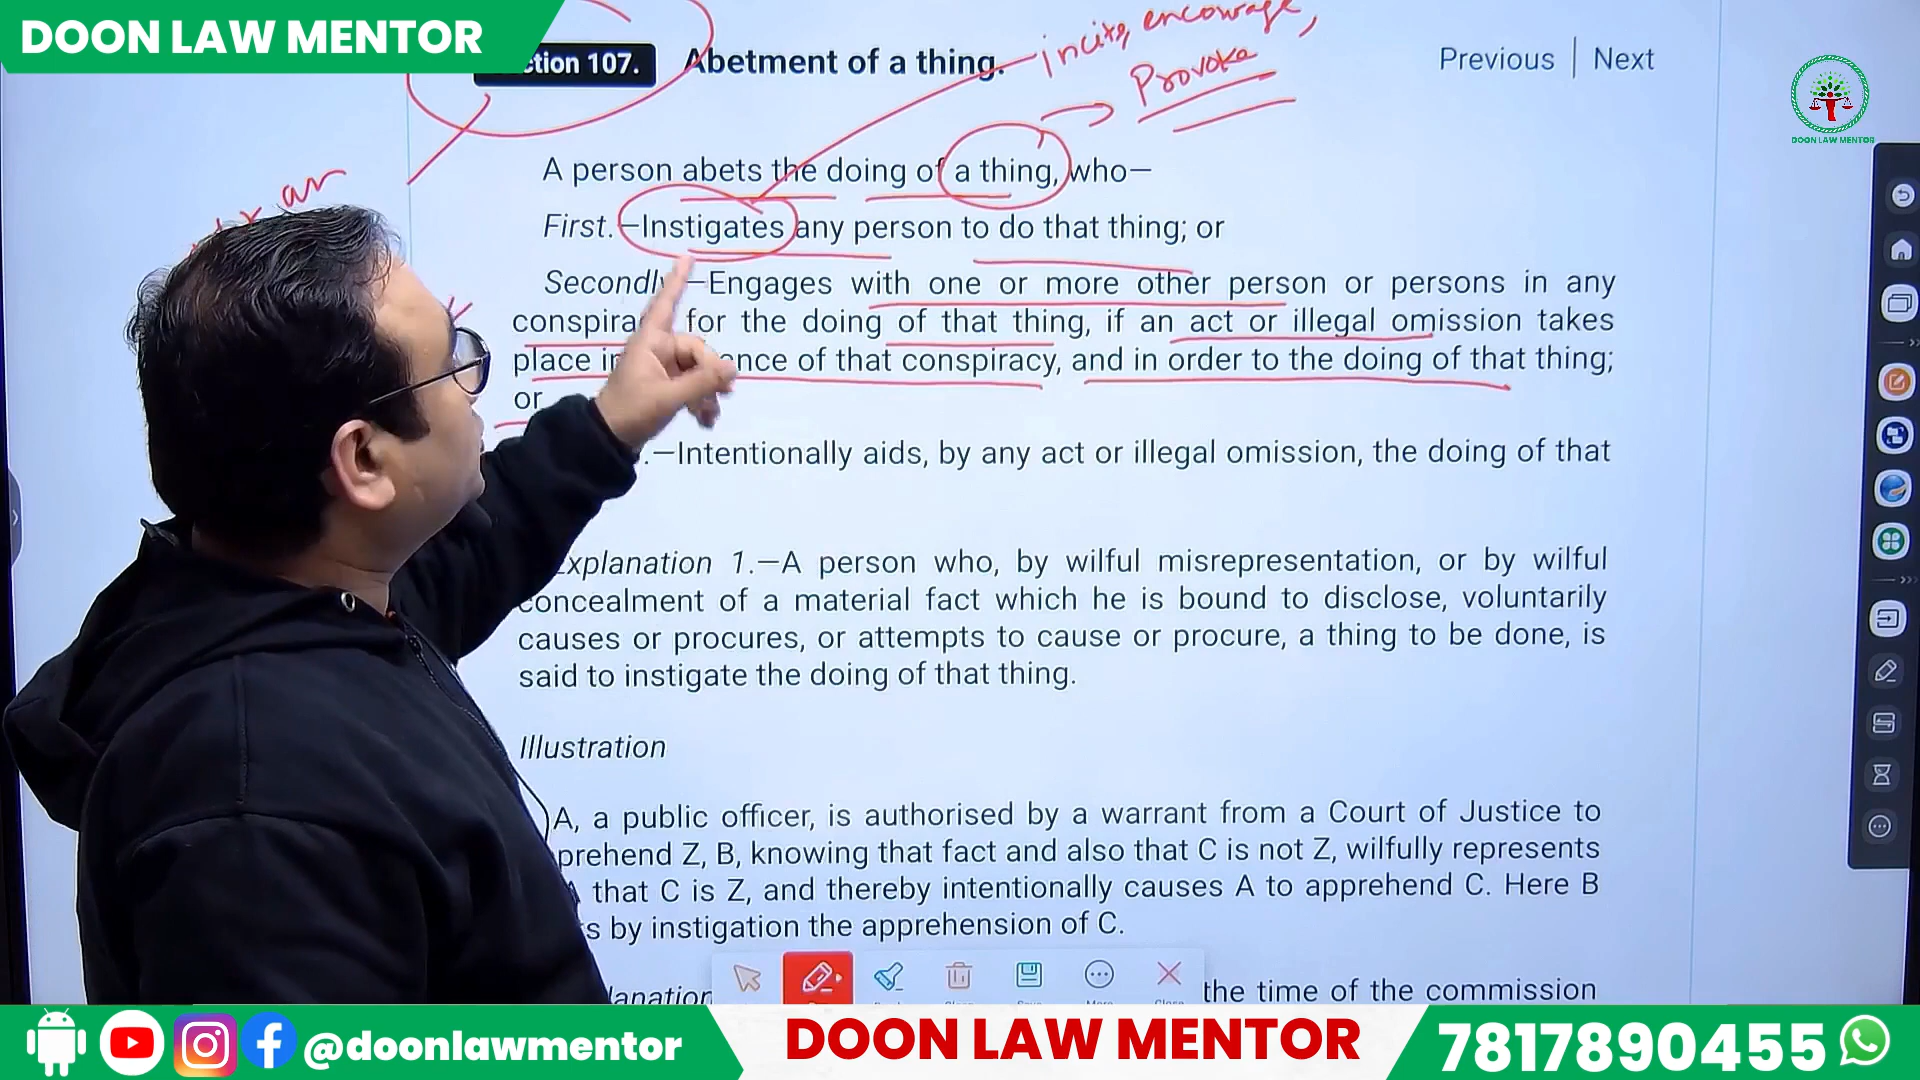 DOON LAW MENTOR
ction 107. Abetment of a thing.
incite, encourage,
Provoke
Previous | Next
DOON LAW MENTOR
A person abets the doing of a thing, who—
an
First.—Instigates any person to do that thing; or
Secondly—Engages with one or more other person or persons in any
conspira for the doing of that thing, if an act or illegal omission takes
place in ence of that conspiracy, and in order to the doing of that thing;
or
.—Intentionally aids, by any act or illegal omission, the doing of that
Explanation 1.—A person who, by wilful misrepresentation, or by wilful
concealment of a material fact which he is bound to disclose, voluntarily
causes or procures, or attempts to cause or procure, a thing to be done, is
said to instigate the doing of that thing.
Illustration
A, a public officer, is authorised by a warrant from a Court of Justice to
prehend Z, B, knowing that fact and also that C is not Z, wilfully represents
A that C is Z, and thereby intentionally causes A to apprehend C. Here B
s by instigation the apprehension of C.
lanation the time of the commission
@doonlawmentor
DOON LAW MENTOR
7817890455